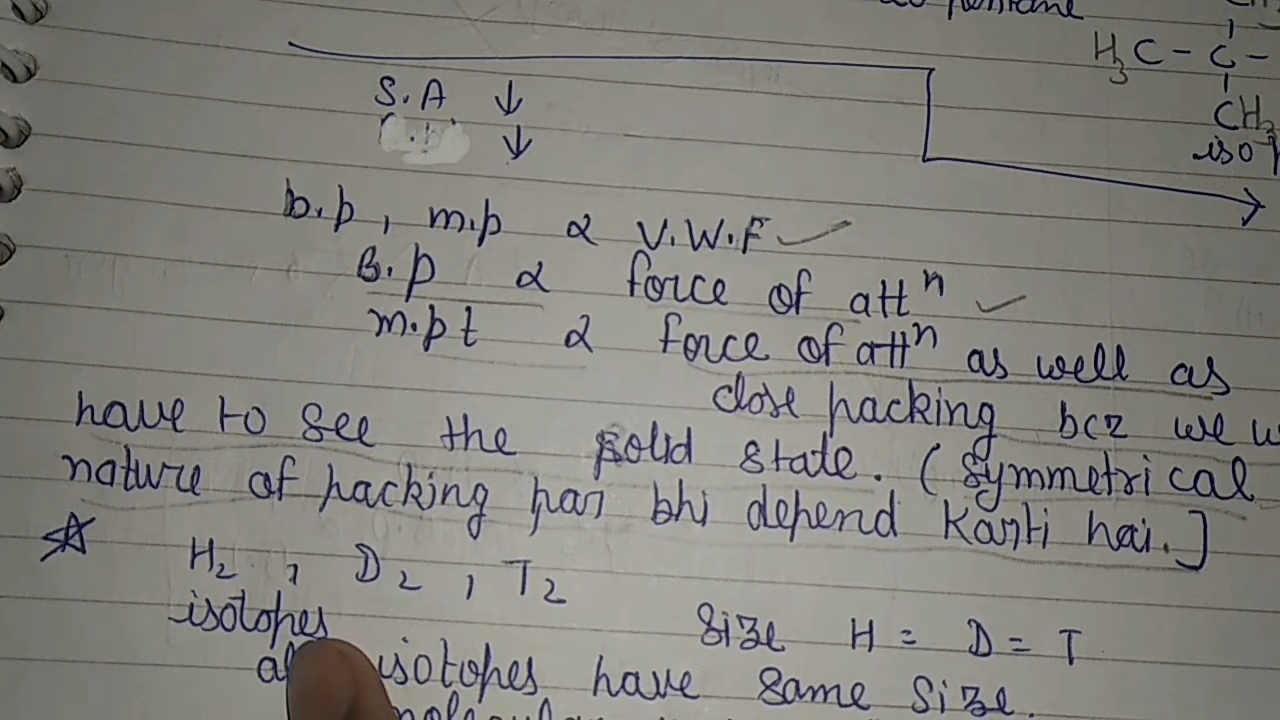 H₃C - C -
CH₃
S.A ↓
↓
b.p, m.p α V.W.F ✓
B.p α force of attⁿ ✓
m.pt α force of attⁿ as well as
close packing bcz we
have to see the solid state. (symmetrical
nature of packing par bhi depend karti hai.]
☆ H₂, D₂, T₂
isotopes Size H = D = T
isotopes have same size.